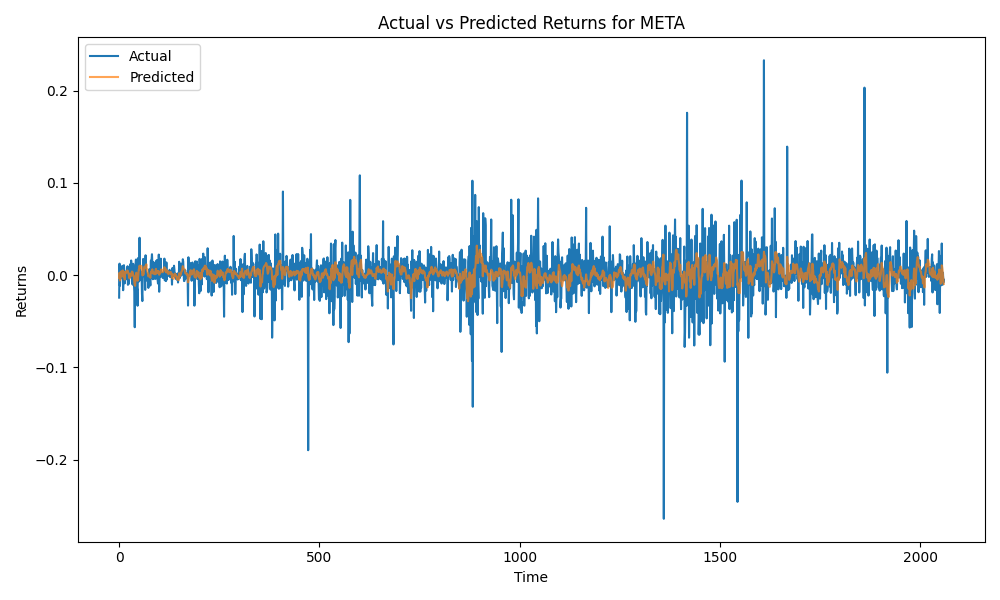 Actual vs Predicted Returns for META
Actual
Predicted
Returns
0.2
0.1
0.0
−0.1
−0.2
0
500
1000
1500
2000
Time